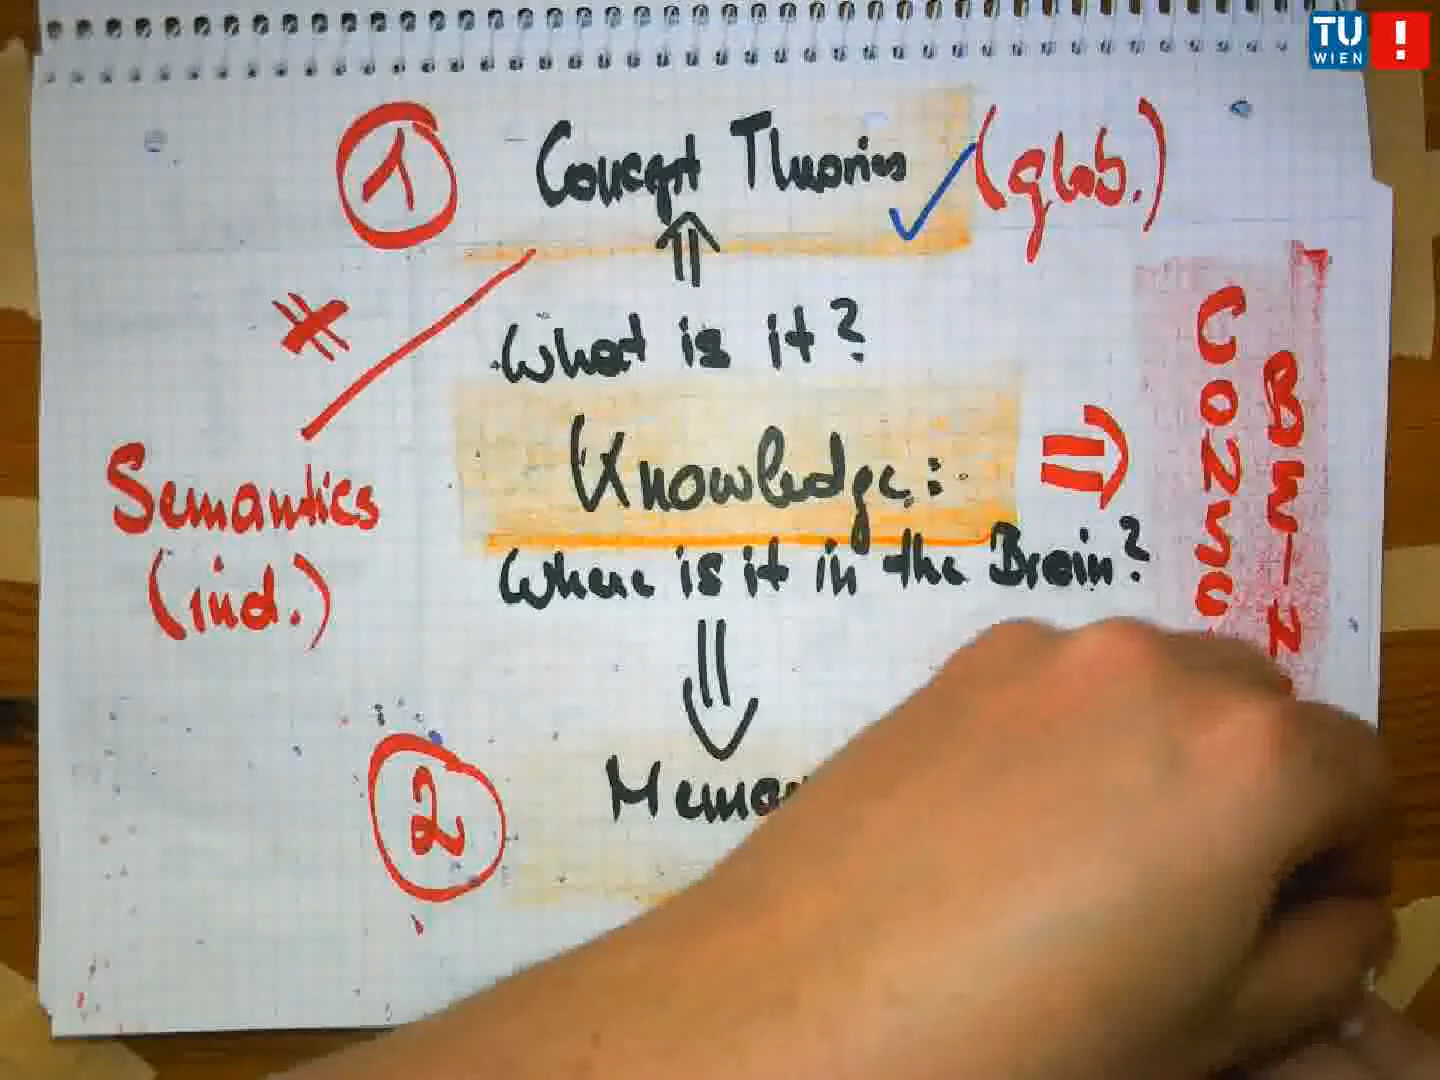 TU
WIEN
!
1
Concept Theories
(glob.)
What is it?
Knowledge:
Semantics
(ind.)
Where is it in the Brain?
2